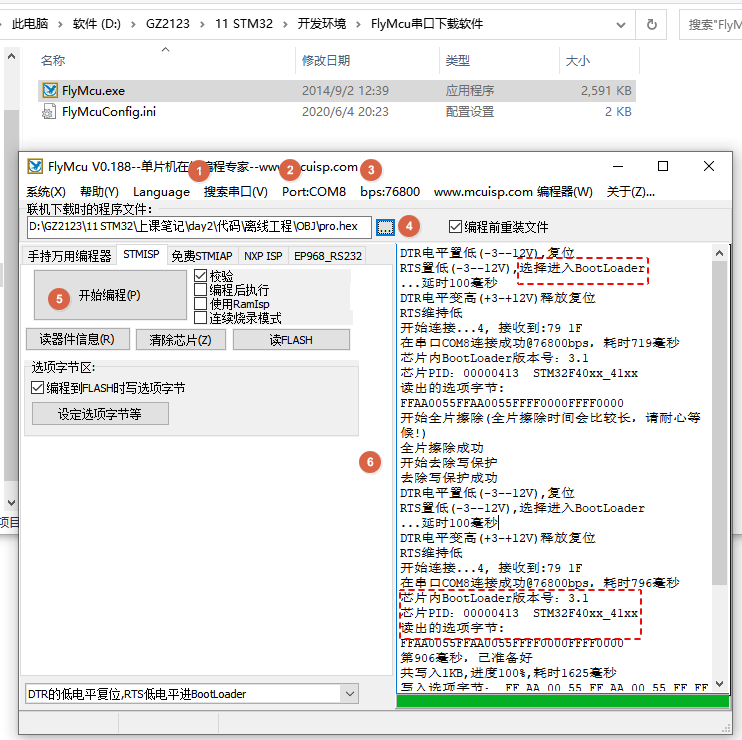 此电脑 › 软件 (D:) › GZ2123 › 11 STM32 › 开发环境 › FlyMcu串口下载软件
搜索"FlyM
名称 修改日期 类型 大小
FlyMcu.exe 2014/9/2 12:39 应用程序 2,591 KB
FlyMcuConfig.ini 2020/6/4 20:23 配置设置 2 KB
项目
FlyMcu V0.188--单片机在 编程专家--www. cuisp.com
1 2 3
系统(X) 帮助(Y) Language 搜索串口(V) Port:COM8 bps:76800 www.mcuisp.com 编程器(W) 关于(Z)...
联机下载时的程序文件：
D:\GZ2123\11 STM32\上课笔记\day2\代码\离线工程\OBJ\pro.hex ... 4 编程前重装文件
手持万用编程器 STMISP 免费STMIAP NXP ISP EP968_RS232
5 开始编程(P)
校验
编程后执行
使用RamIsp
连续烧录模式
读器件信息(R) 清除芯片(Z) 读FLASH
选项字节区：
编程到FLASH时写选项字节
设定选项字节等
6
DTR的低电平复位,RTS低电平进BootLoader
DTR电平置低(-3--12V),复位
RTS置低(-3--12V),选择进入BootLoader
...延时100毫秒
DTR电平变高(+3-+12V)释放复位
RTS维持低
开始连接...4, 接收到:79 1F
在串口COM8连接成功@76800bps, 耗时719毫秒
芯片内BootLoader版本号: 3.1
芯片PID: 00000413 STM32F40xx_41xx
读出的选项字节:
FFAA0055FFAA0055FFFF0000FFFF0000
开始全片擦除(全片擦除时间会比较长, 请耐心等
候!)
全片擦除成功
开始去除写保护
去除写保护成功
DTR电平置低(-3--12V),复位
RTS置低(-3--12V),选择进入BootLoader
...延时100毫秒
DTR电平变高(+3-+12V)释放复位
RTS维持低
开始连接...4, 接收到:79 1F
在串口COM8连接成功@76800bps, 耗时796毫秒
芯片内BootLoader版本号: 3.1
芯片PID: 00000413 STM32F40xx_41xx
读出的选项字节:
FFAA0055FFAA0055FFFF0000FFFF0000
第906毫秒, 已准备好
共写入1KB,进度100%,耗时1625毫秒
写入选项字节: FF AA 00 55 FF AA 00 55 FF FF